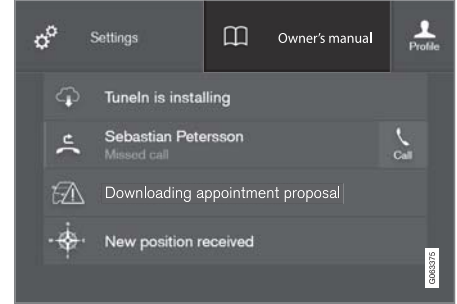 Settings
Owner's manual
Profile
TuneIn is installing
Sebastian Petersson
Missed call
Call
Downloading appointment proposal
New position received
G063375